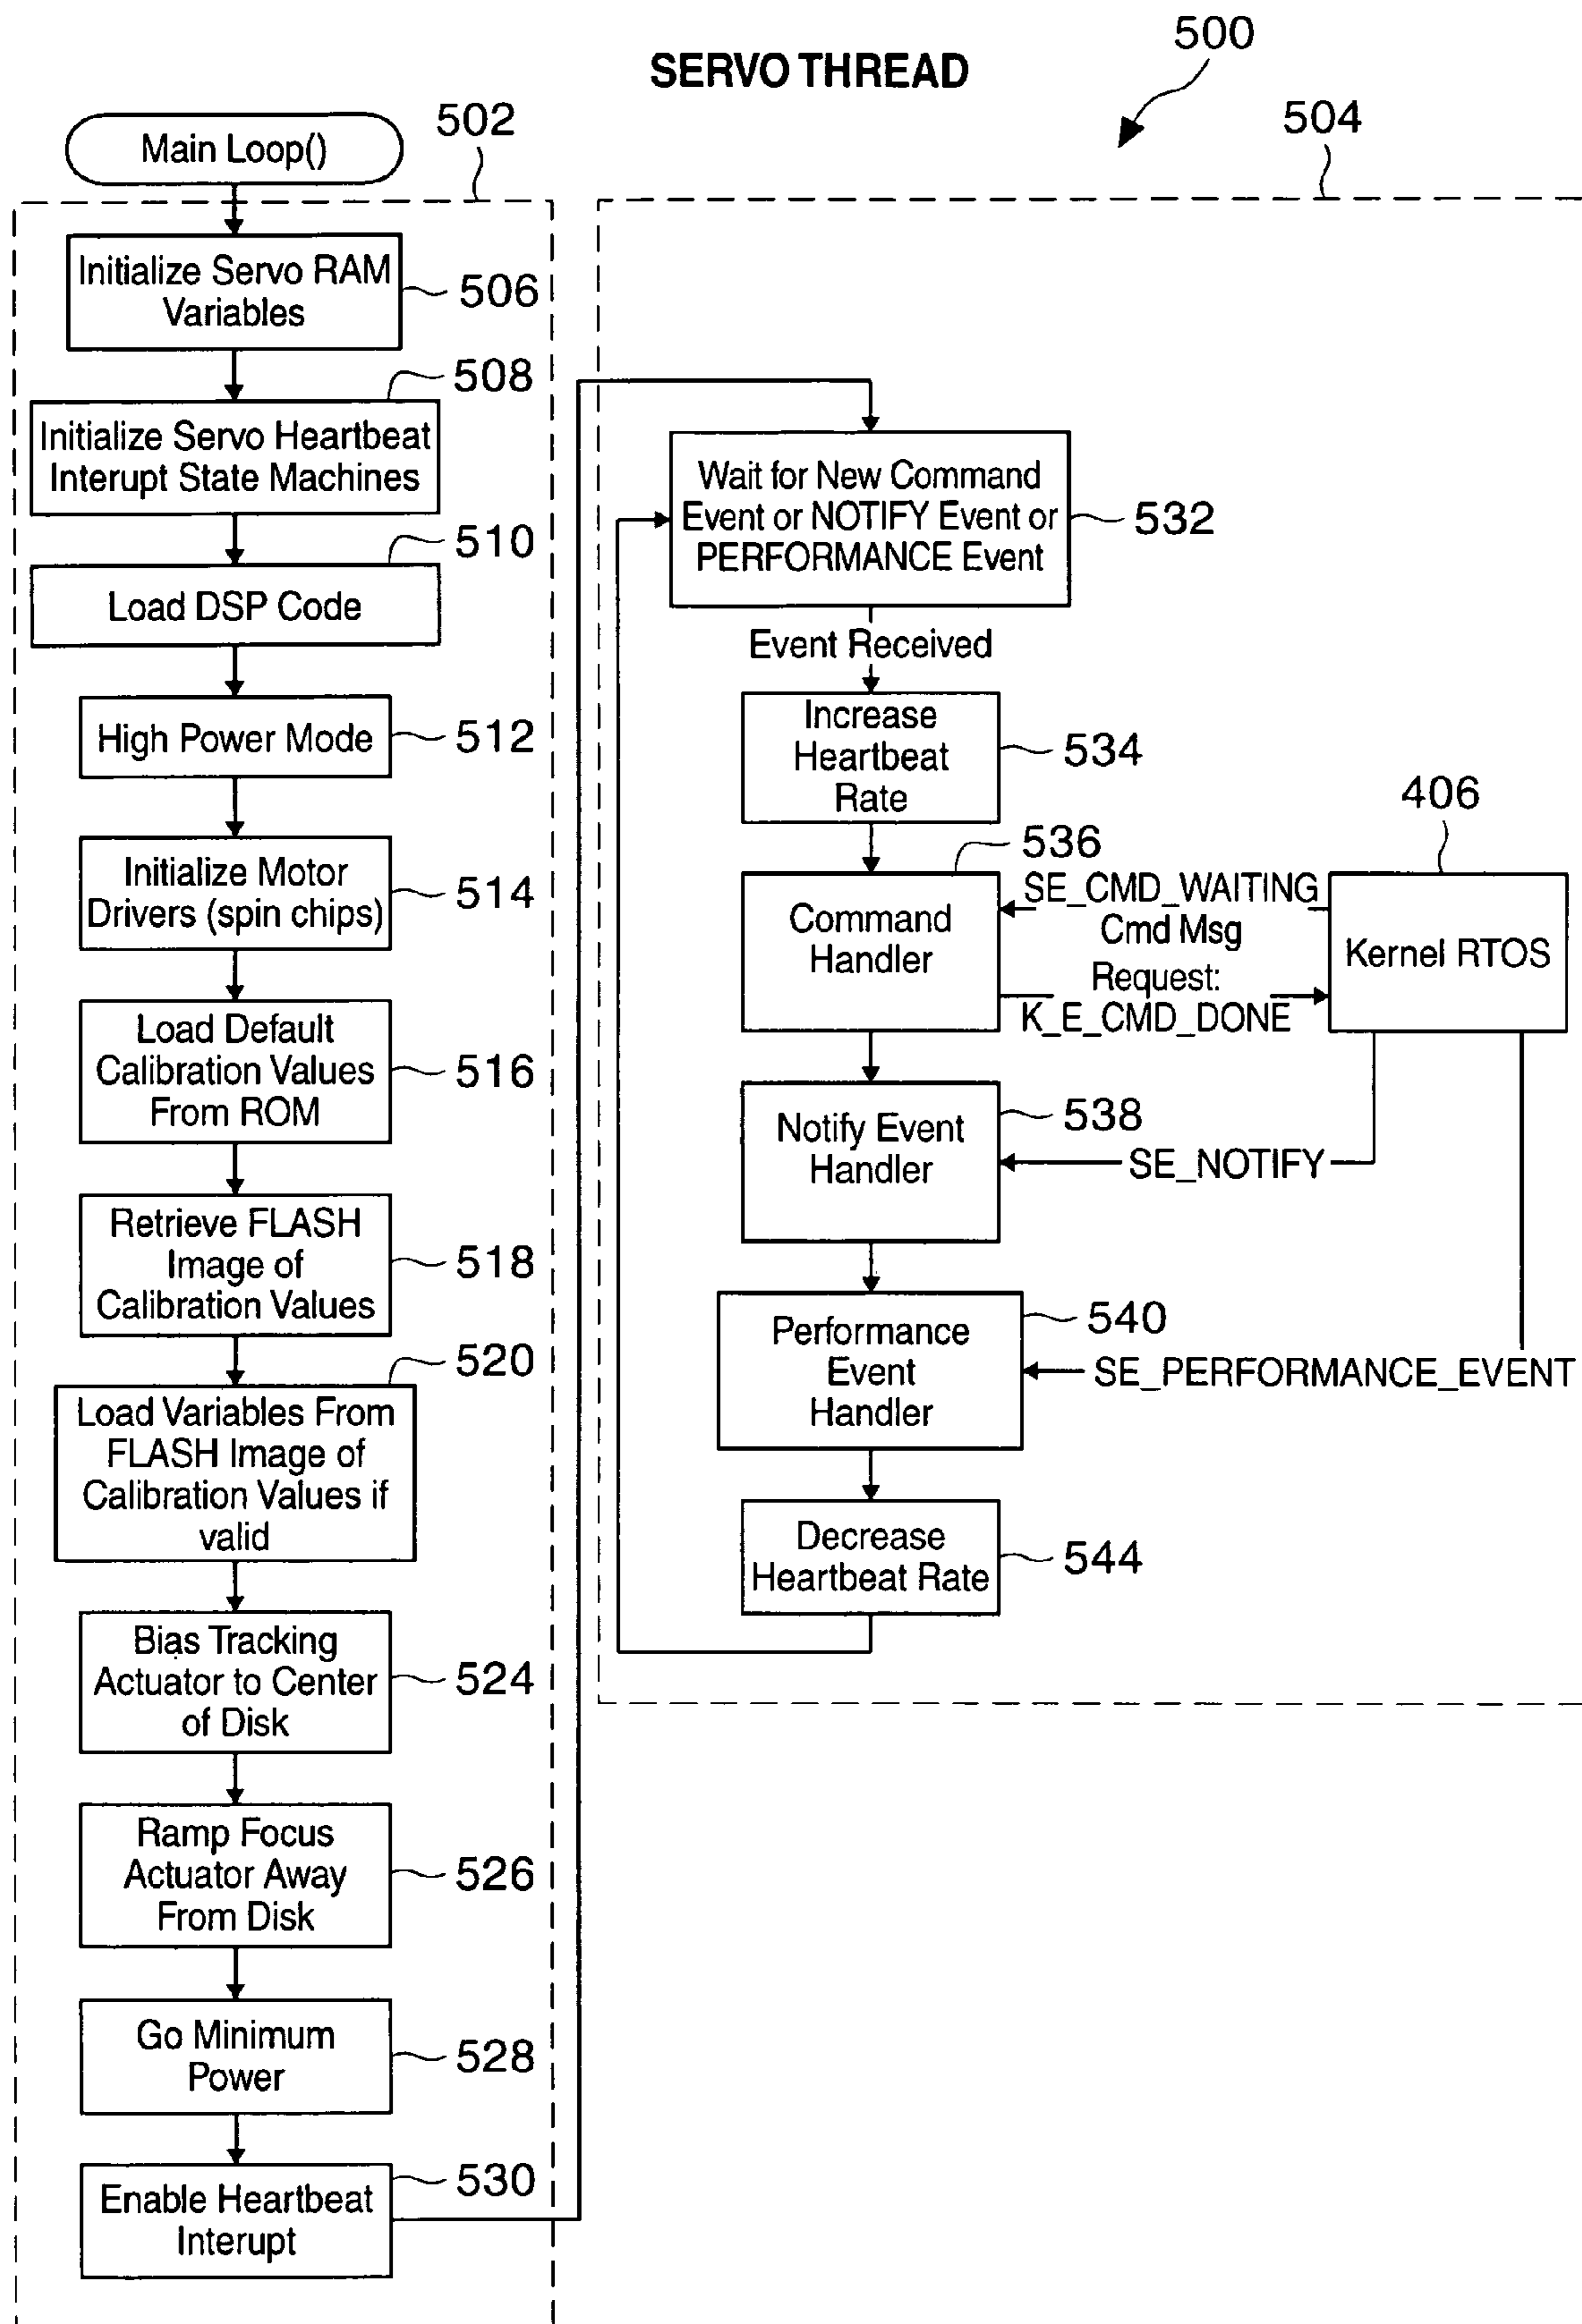 SERVO THREAD
500
Main Loop()
502
504
Initialize Servo RAM
Variables
506
508
Initialize Servo Heartbeat
Interupt State Machines
510
Load DSP Code
High Power Mode
512
Initialize Motor
Drivers (spin chips)
514
Load Default
Calibration Values
From ROM
516
Retrieve FLASH
Image of
Calibration Values
518
520
Load Variables From
FLASH Image of
Calibration Values if
valid
Bias Tracking
Actuator to Center
of Disk
524
Ramp Focus
Actuator Away
From Disk
526
Go Minimum
Power
528
Enable Heartbeat
Interupt
530
Wait for New Command
Event or NOTIFY Event or
PERFORMANCE Event
532
Event Received
Increase
Heartbeat
Rate
534
536
Command
Handler
SE_CMD_WAITING
Cmd Msg
Request:
K_E_CMD_DONE
406
Kernel RTOS
Notify Event
Handler
538
SE_NOTIFY
Performance
Event
Handler
540
SE_PERFORMANCE_EVENT
Decrease
Heartbeat Rate
544